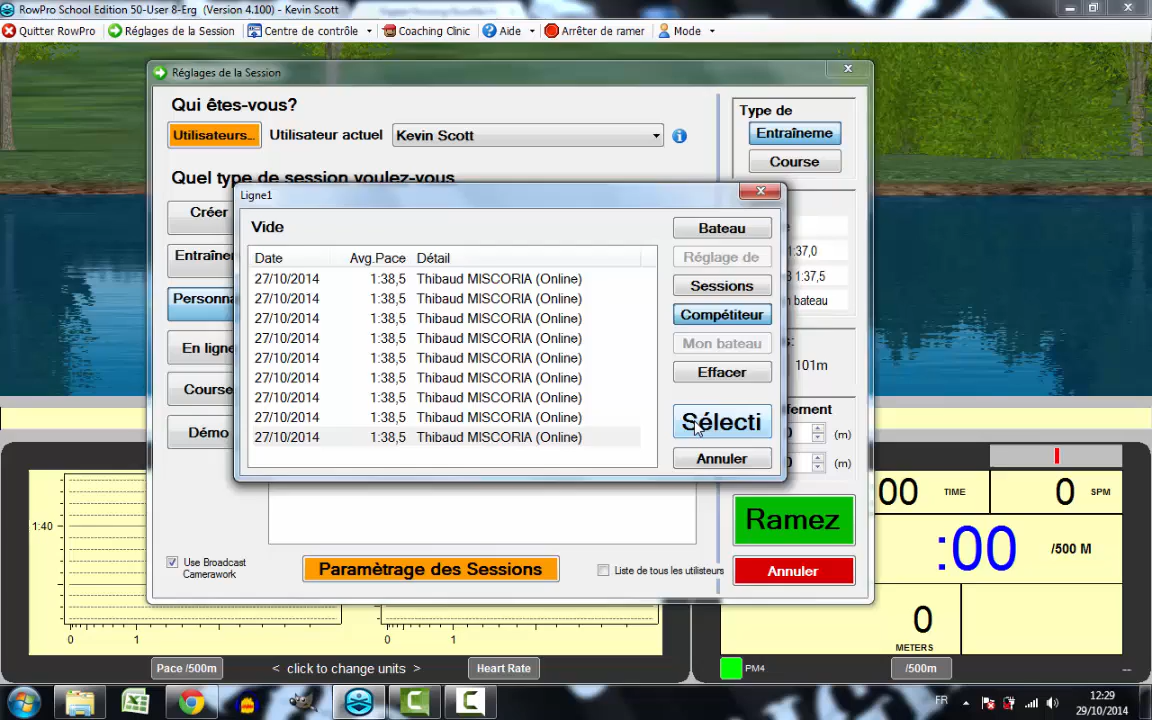 RowPro School Edition 50-User 8-Erg (Version 4.100) - Kevin Scott
Quitter RowPro
Réglages de la Session
Centre de contrôle
Coaching Clinic
Aide
Arrêter de ramer
Mode
Réglages de la Session
Qui êtes-vous?
Utilisateurs...
Utilisateur actuel
Kevin Scott
Quel type de session voulez-vous
Créer
Entraîne
Personna
En ligne
Course
Démo
Type de
Entraîneme
Course
1:37,0
1:37,5
bateau
101m
(m)
(m)
Ligne1
Vide
Date Avg.Pace Détail
27/10/2014 1:38,5 Thibaud MISCORIA (Online)
27/10/2014 1:38,5 Thibaud MISCORIA (Online)
27/10/2014 1:38,5 Thibaud MISCORIA (Online)
27/10/2014 1:38,5 Thibaud MISCORIA (Online)
27/10/2014 1:38,5 Thibaud MISCORIA (Online)
27/10/2014 1:38,5 Thibaud MISCORIA (Online)
27/10/2014 1:38,5 Thibaud MISCORIA (Online)
27/10/2014 1:38,5 Thibaud MISCORIA (Online)
27/10/2014 1:38,5 Thibaud MISCORIA (Online)
Bateau
Réglage de
Sessions
Compétiteur
Mon bateau
Effacer
Sélecti
Annuler
Use Broadcast
Camerawork
Paramètrage des Sessions
Liste de tous les utilisteurs
Ramez
Annuler
1:40
0 1
0 1
Pace /500m
< click to change units >
Heart Rate
00 TIME
0 SPM
:00 /500 M
0
METERS
PM4
/500m
--
FR
12:29
29/10/2014